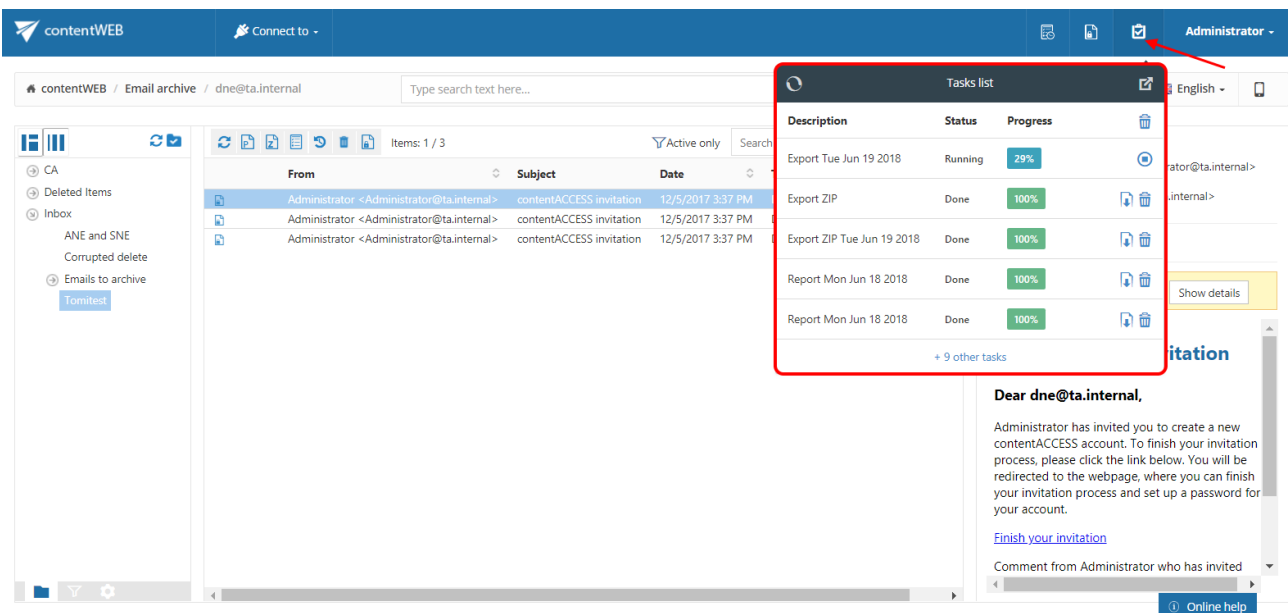 contentWEB
Connect to
Administrator
contentWEB / Email archive / dne@ta.internal
Type search text here...
English
Tasks list
Description Status Progress
Export Tue Jun 19 2018 Running 29%
Export ZIP Done 100%
Export ZIP Tue Jun 19 2018 Done 100%
Report Mon Jun 18 2018 Done 100%
Report Mon Jun 18 2018 Done 100%
+ 9 other tasks
CA
Deleted Items
Inbox
ANE and SNE
Corrupted delete
Emails to archive
Tomitest
Items: 1 / 3
Active only
Search
From Subject Date
Administrator <Administrator@ta.internal> contentACCESS invitation 12/5/2017 3:37 PM
Administrator <Administrator@ta.internal> contentACCESS invitation 12/5/2017 3:37 PM
Administrator <Administrator@ta.internal> contentACCESS invitation 12/5/2017 3:37 PM
rator@ta.internal>
.internal>
Show details
itation
Dear dne@ta.internal,
Administrator has invited you to create a new
contentACCESS account. To finish your invitation
process, please click the link below. You will be
redirected to the webpage, where you can finish
your invitation process and set up a password for
your account.
Finish your invitation
Comment from Administrator who has invited
Online help